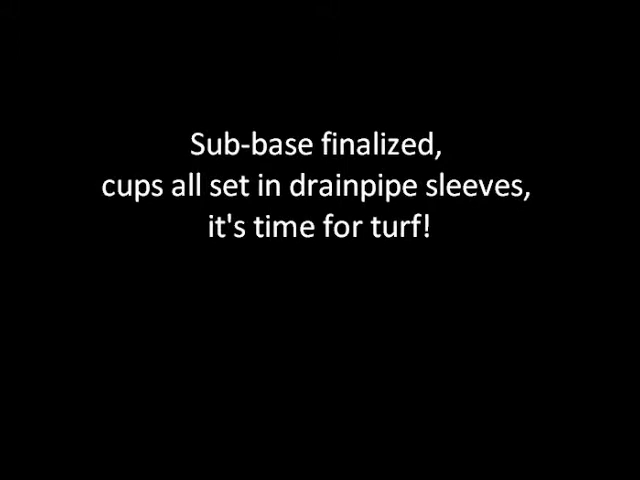 Sub-base finalized,
cups all set in drainpipe sleeves,
it's time for turf!